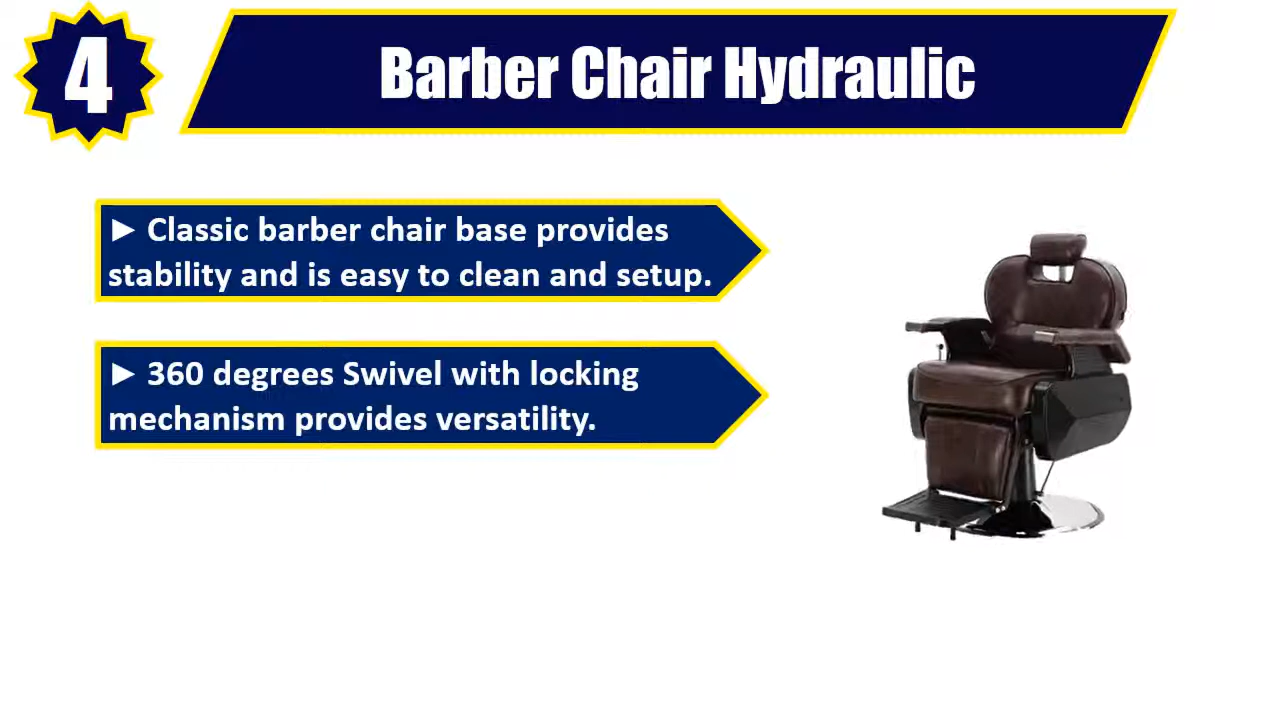 4
Barber Chair Hydraulic
► Classic barber chair base provides
stability and is easy to clean and setup.
► 360 degrees Swivel with locking
mechanism provides versatility.